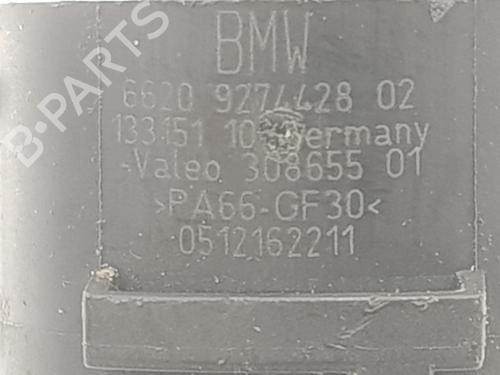 B-PARTS
BMW
6620 9274428 02
133151 10 Germany
-Valeo 308655 01
>PA66-GF30<
0512162211